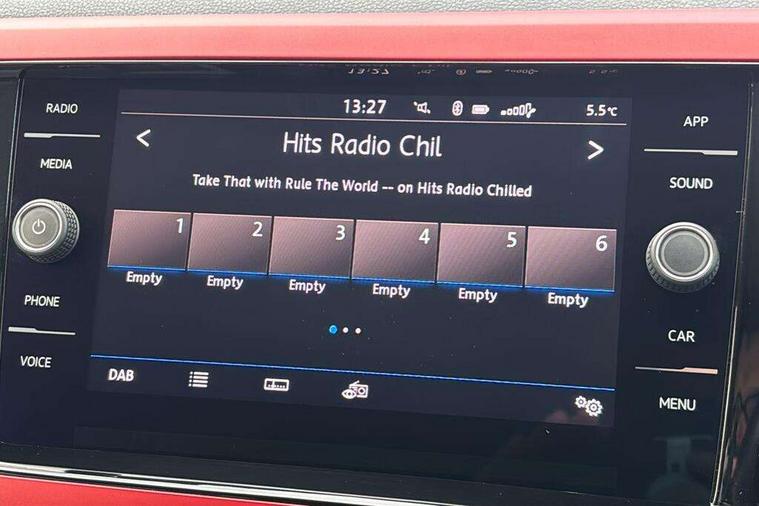 13:27
5.5°C
RADIO
MEDIA
PHONE
VOICE
< Hits Radio Chil >
Take That with Rule The World -- on Hits Radio Chilled
1 2 3 4 5 6
Empty Empty Empty Empty Empty Empty
DAB
APP
SOUND
CAR
MENU